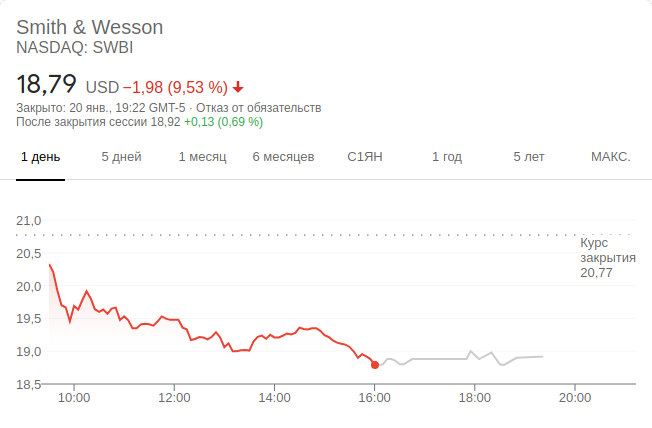 Smith & Wesson
NASDAQ: SWBI
18,79 USD −1,98 (9,53 %)
Закрыто: 20 янв., 19:22 GMT-5 · Отказ от обязательств
После закрытия сессии 18,92 +0,13 (0,69 %)
1 день 5 дней 1 месяц 6 месяцев С1ЯН 1 год 5 лет МАКС.
21,0
Курс
закрытия
20,77
20,5
20,0
19,5
19,0
18,5
10:00 12:00 14:00 16:00 18:00 20:00